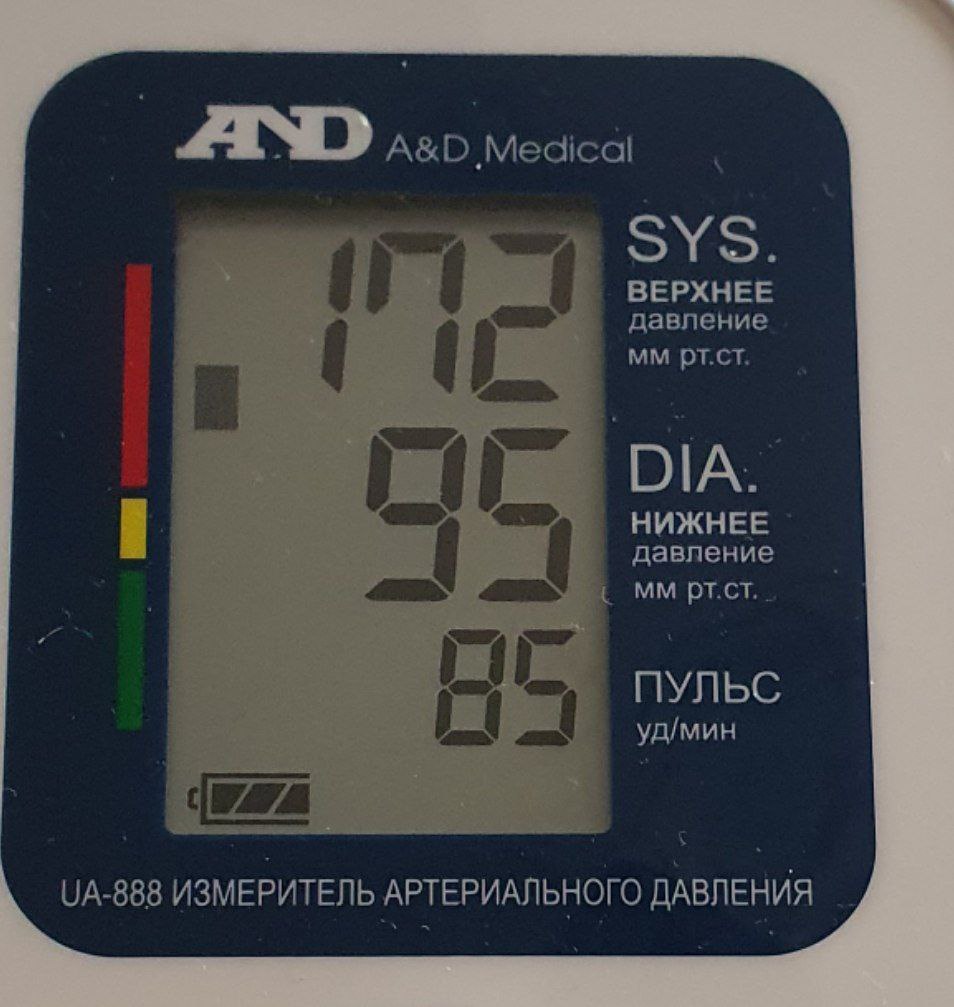 AND A&D Medical
172
SYS.
ВЕРХНЕЕ
давление
мм рт.ст.
95
DIA.
НИЖНЕЕ
давление
мм рт.ст.
85
ПУЛЬС
уд/мин
UA-888 ИЗМЕРИТЕЛЬ АРТЕРИАЛЬНОГО ДАВЛЕНИЯ